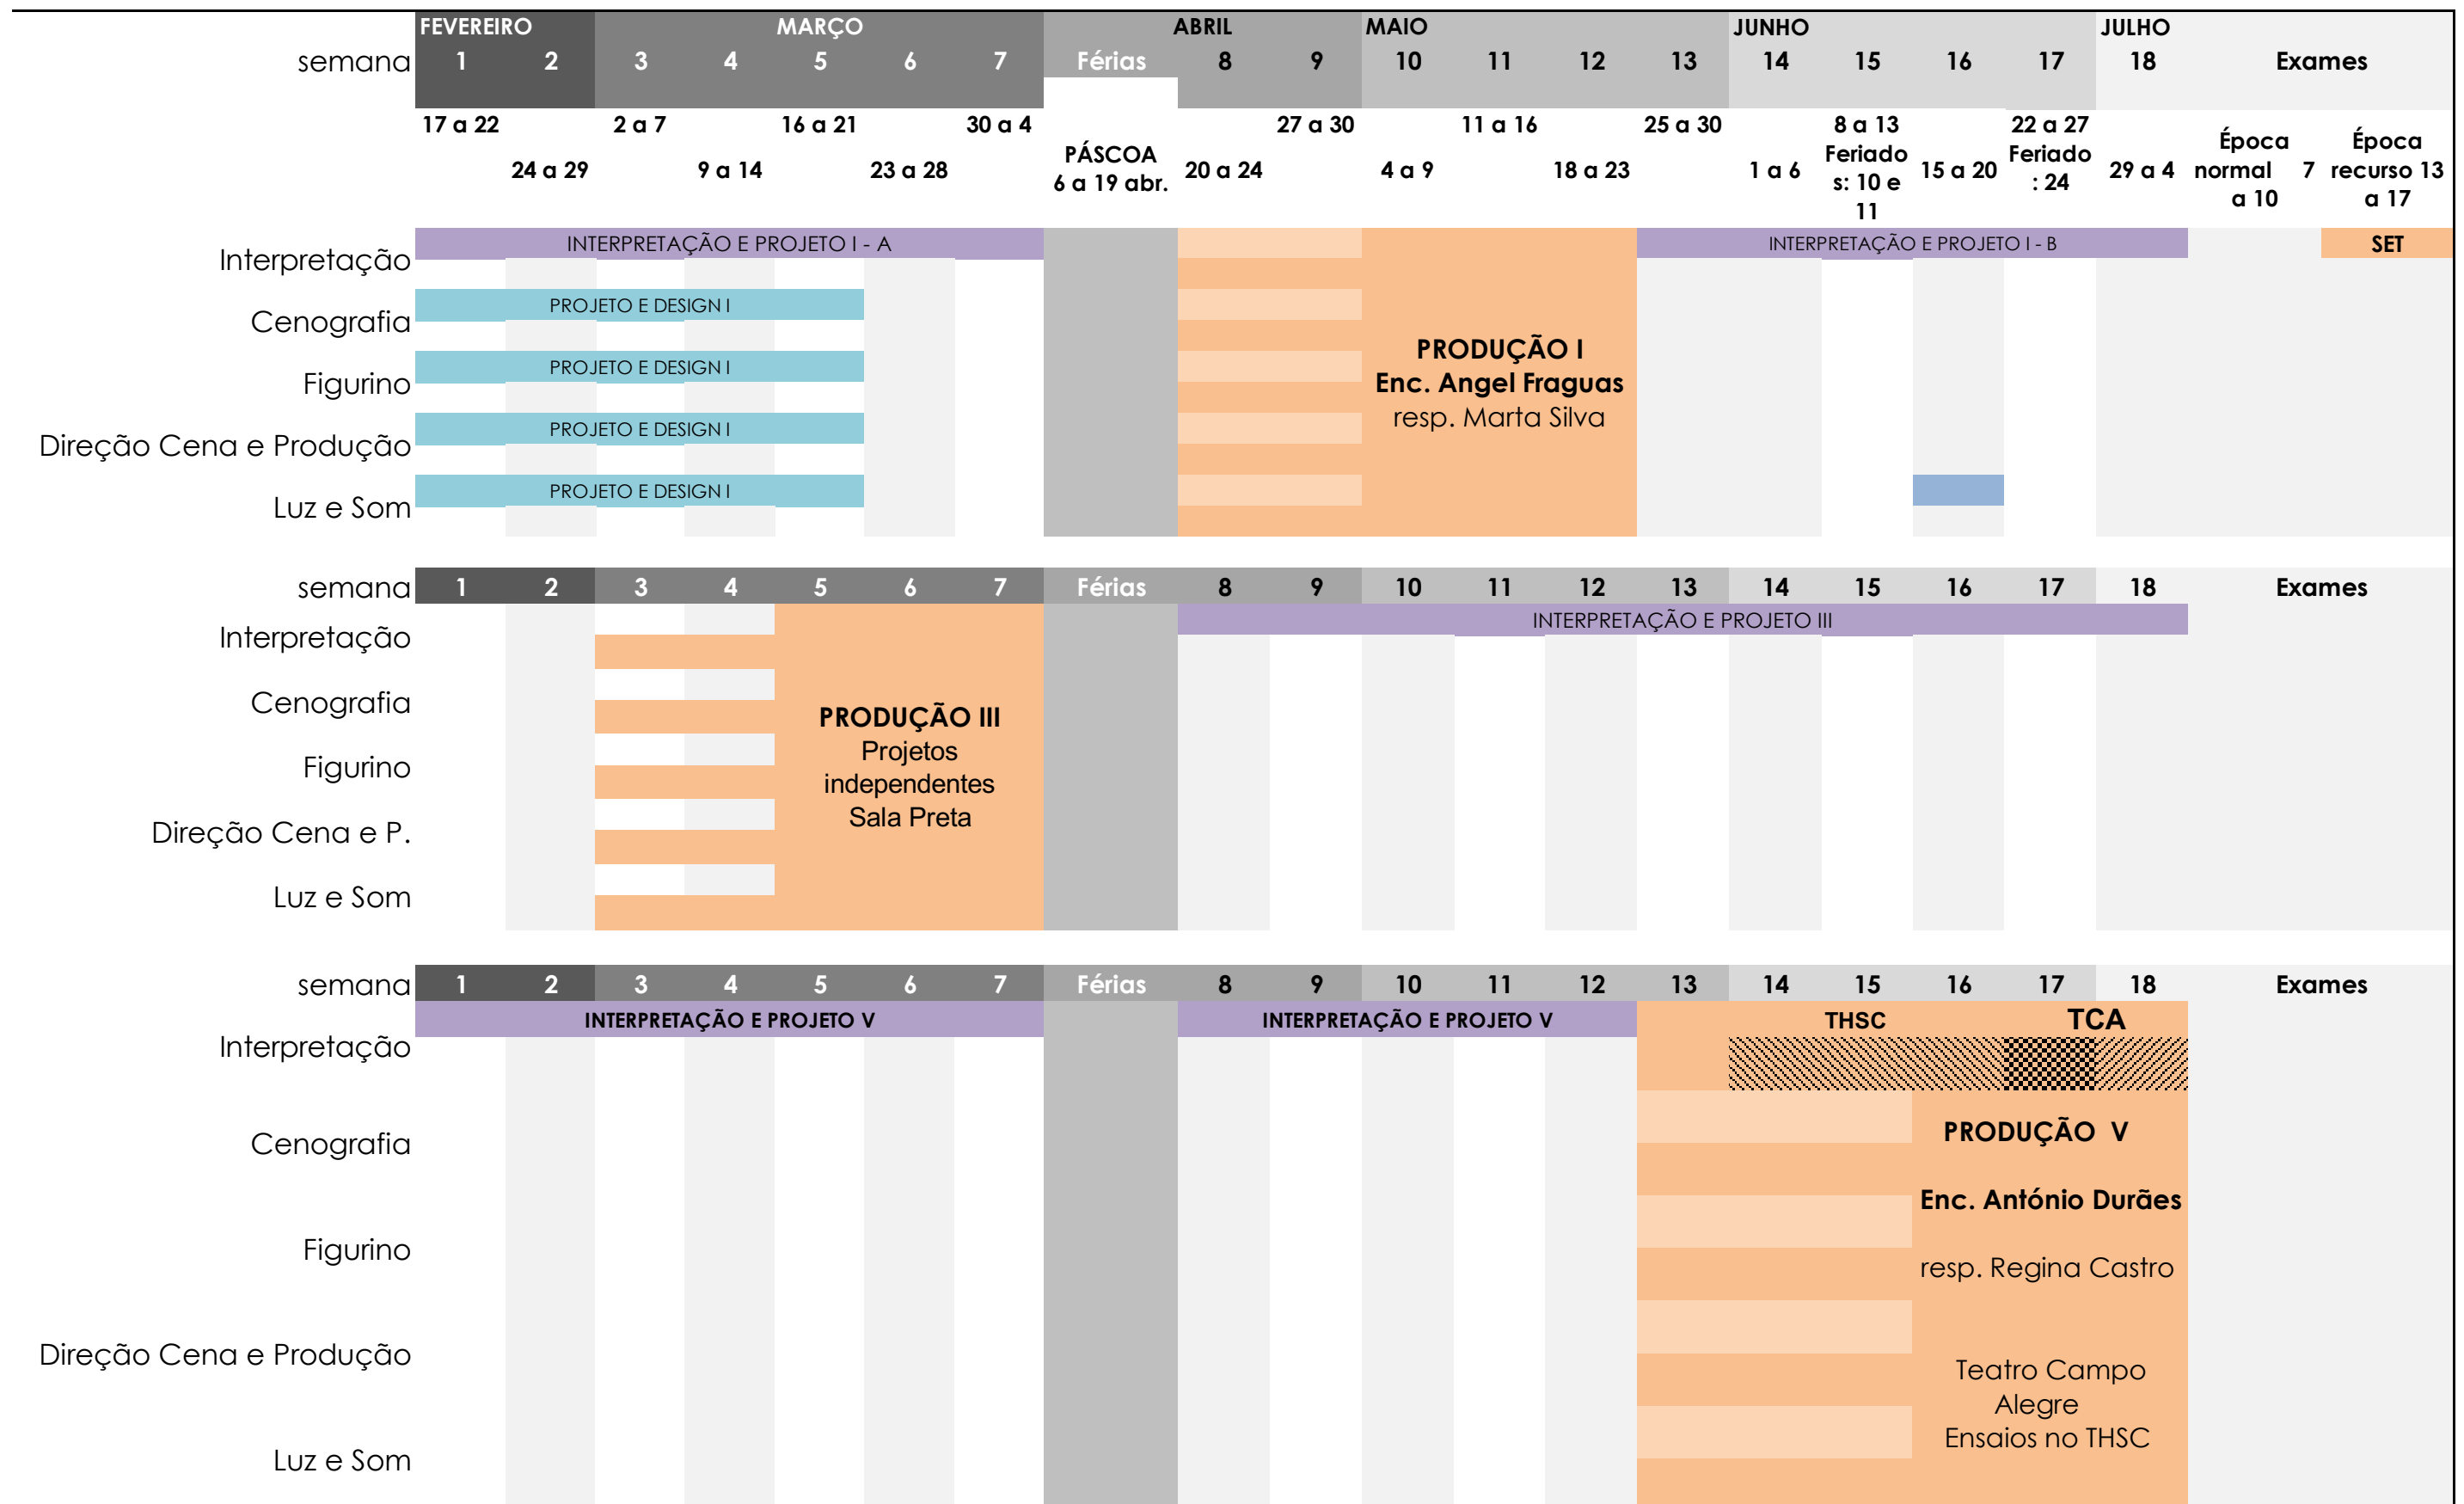 FEVEREIRO MARÇO ABRIL MAIO JUNHO JULHO
semana 1 2 3 4 5 6 7 Férias 8 9 10 11 12 13 14 15 16 17 18 Exames
17 a 22 2 a 7 16 a 21 30 a 4 27 a 30 11 a 16 25 a 30
24 a 29 9 a 14 23 a 28
PÁSCOA
6 a 19 abr.
20 a 24 4 a 9 18 a 23 1 a 6
8 a 13
Feriado
s: 10 e
11
15 a 20
22 a 27
Feriado
: 24
29 a 4
Época
normal 7
a 10
Época
recurso 13
a 17
Interpretação
INTERPRETAÇÃO E PROJETO I - A
INTERPRETAÇÃO E PROJETO I - B
SET
Cenografia
PROJETO E DESIGN I
Figurino
PROJETO E DESIGN I
Direção Cena e Produção
PROJETO E DESIGN I
Luz e Som
PROJETO E DESIGN I
PRODUÇÃO I
Enc. Angel Fraguas
resp. Marta Silva
semana 1 2 3 4 5 6 7 Férias 8 9 10 11 12 13 14 15 16 17 18 Exames
Interpretação
INTERPRETAÇÃO E PROJETO III
Cenografia
Figurino
Direção Cena e P.
Luz e Som
PRODUÇÃO III
Projetos
independentes
Sala Preta
semana 1 2 3 4 5 6 7 Férias 8 9 10 11 12 13 14 15 16 17 18 Exames
Interpretação
INTERPRETAÇÃO E PROJETO V
INTERPRETAÇÃO E PROJETO V
THSC
TCA
Cenografia
Figurino
Direção Cena e Produção
Luz e Som
PRODUÇÃO V
Enc. António Durães
resp. Regina Castro
Teatro Campo
Alegre
Ensaios no THSC